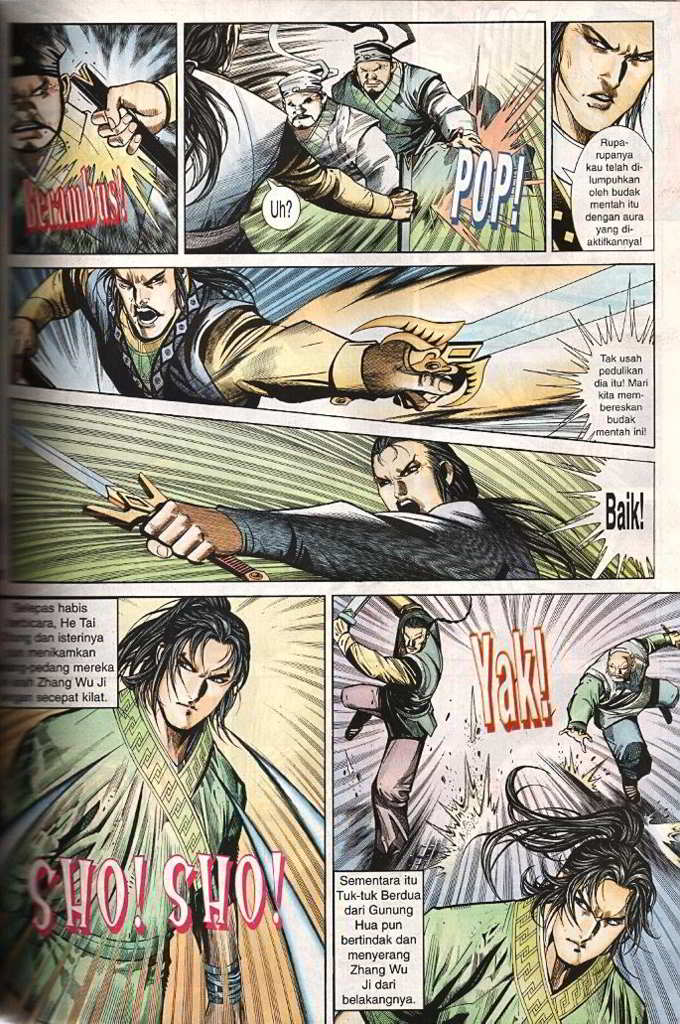 Berambus!
Uh?
POP!
Rupa-
rupanya
kau telah di-
lumpuhkan
oleh budak
mentah itu
dengan aura
yang di-
aktifkannya!
Tak usah
pedulikan
dia itu! Mari
kita mem-
bereskan
budak
mentah ini!
Baik!
Selepas habis
berbicara, He Tai
dan isterinya
menikamkan
pedang mereka
Zhang Wu Ji
secepat kilat.
SHO! SHO!
Yak!
Sementara itu
Tuk-tuk Berdua
dari Gunung
Hua pun
bertindak dan
menyerang
Zhang Wu
Ji dari
belakangnya.